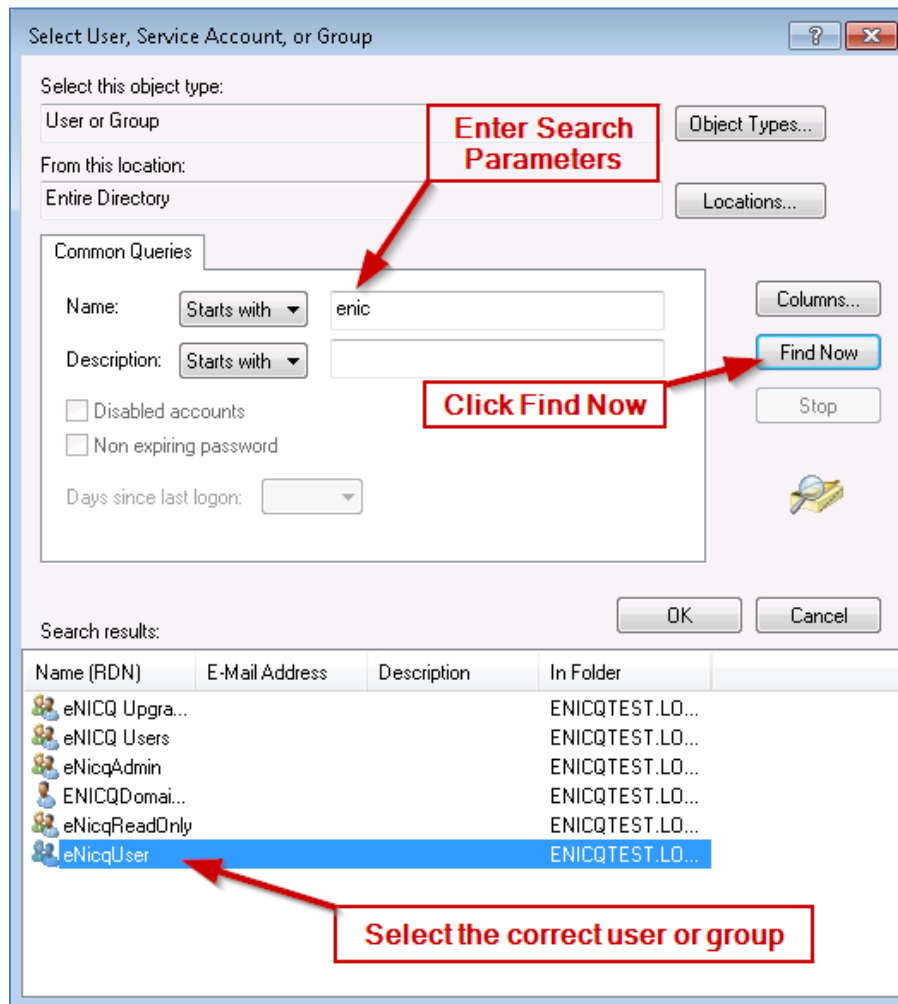 Select User, Service Account, or Group
Select this object type:
User or Group
Object Types...
Enter Search
Parameters
From this location:
Entire Directory
Locations...
Common Queries
Name:
Starts with
enic
Columns...
Description:
Starts with
Find Now
Click Find Now
Disabled accounts
Stop
Non expiring password
Days since last logon:
OK
Cancel
Search results:
Name (RDN) E-Mail Address Description In Folder
eNICQ Upgra... ENICQTEST.LO...
eNICQ Users ENICQTEST.LO...
eNicqAdmin ENICQTEST.LO...
ENICQDomai... ENICQTEST.LO...
eNicqReadOnly ENICQTEST.LO...
eNicqUser ENICQTEST.LO...
Select the correct user or group